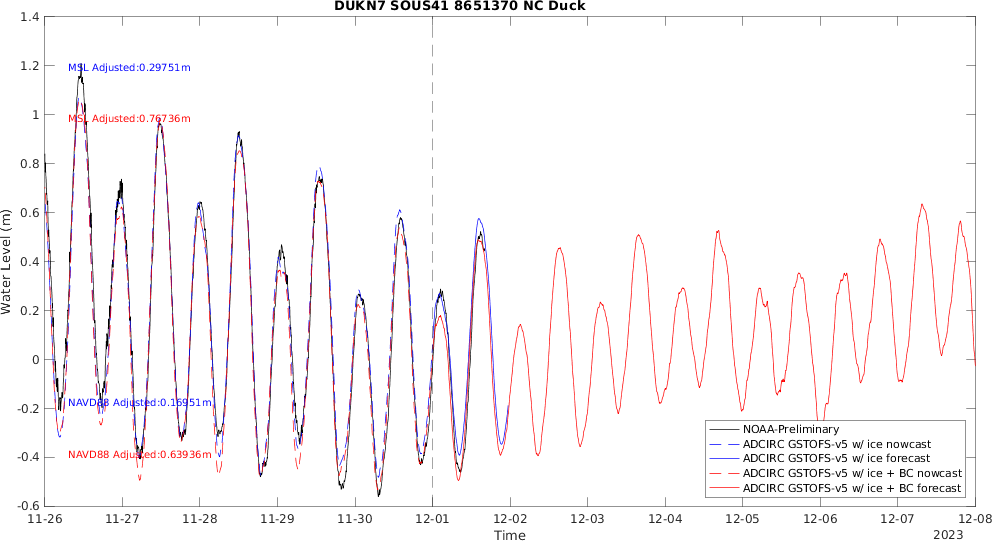 DUKN7 SOUS41 8651370 NC Duck
1.4
1.2
1
0.8
0.6
0.4
0.2
0
-0.2
-0.4
-0.6
Water Level (m)
MSL Adjusted:0.29751m
MSL Adjusted:0.76736m
NAVD88 Adjusted:0.16951m
NAVD88 Adjusted:0.63936m
NOAA-Preliminary
ADCIRC GSTOFS-v5 w/ ice nowcast
ADCIRC GSTOFS-v5 w/ ice forecast
ADCIRC GSTOFS-v5 w/ ice + BC nowcast
ADCIRC GSTOFS-v5 w/ ice + BC forecast
11-26 11-27 11-28 11-29 11-30 12-01 12-02 12-03 12-04 12-05 12-06 12-07 12-08
Time
2023